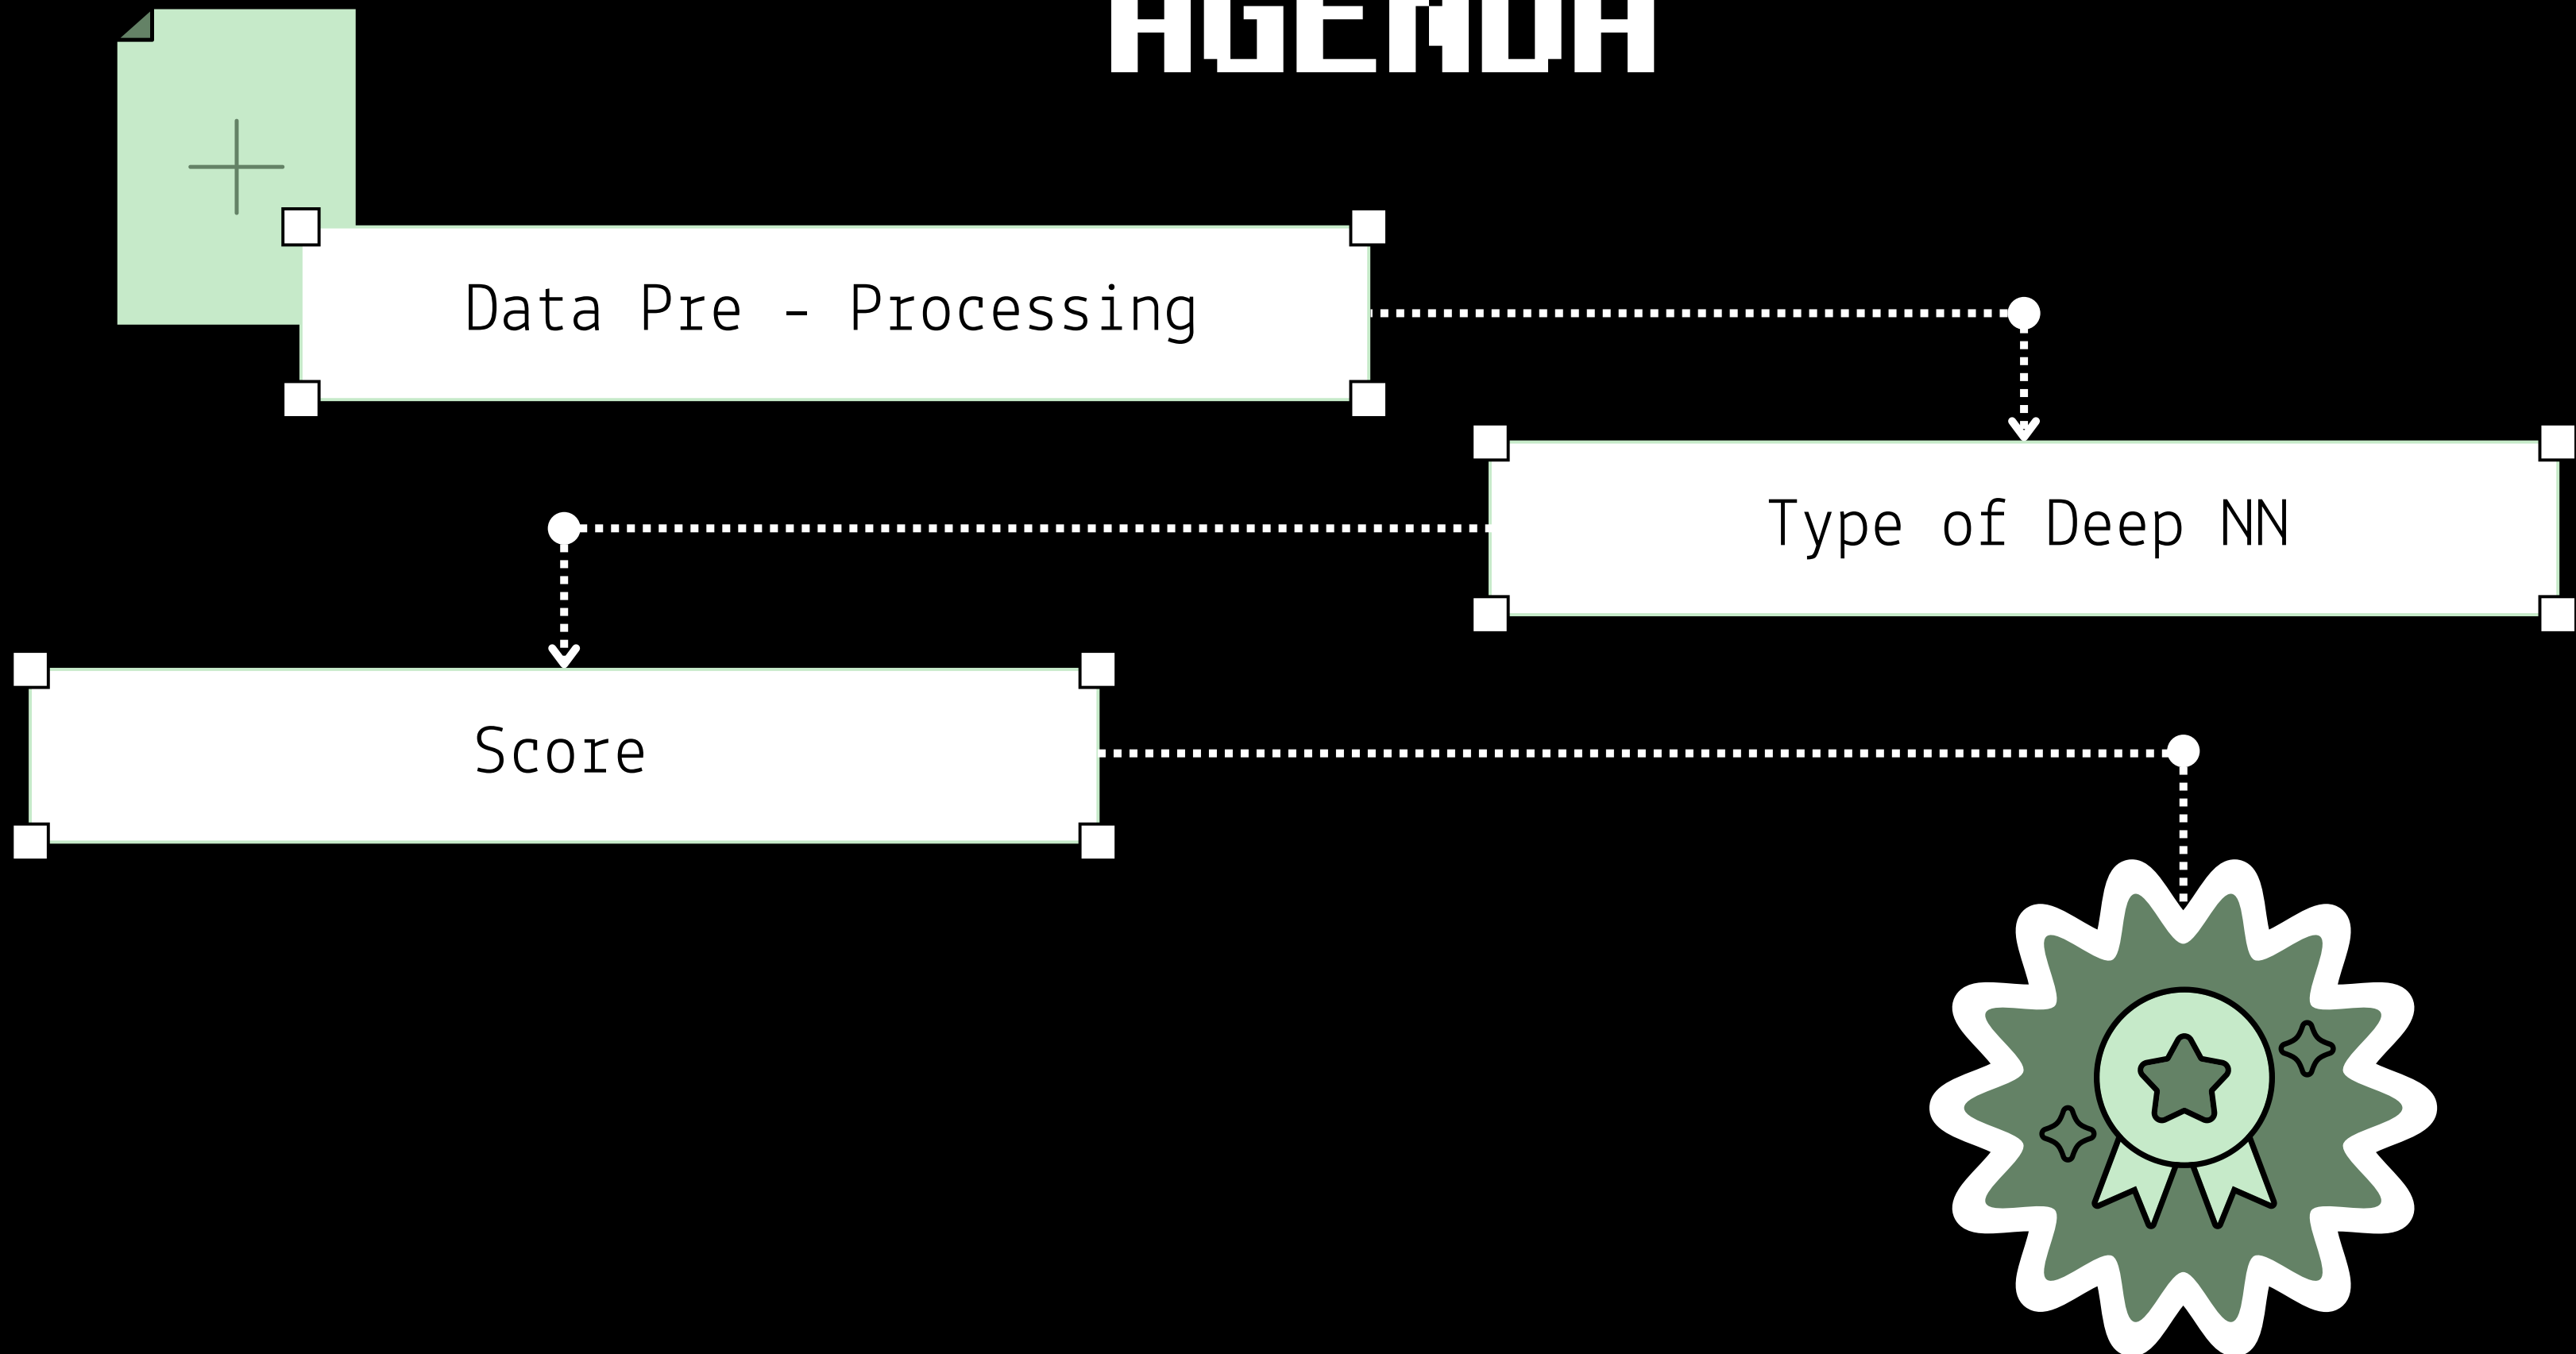 AGENDA
Data Pre - Processing
Type of Deep NN
Score